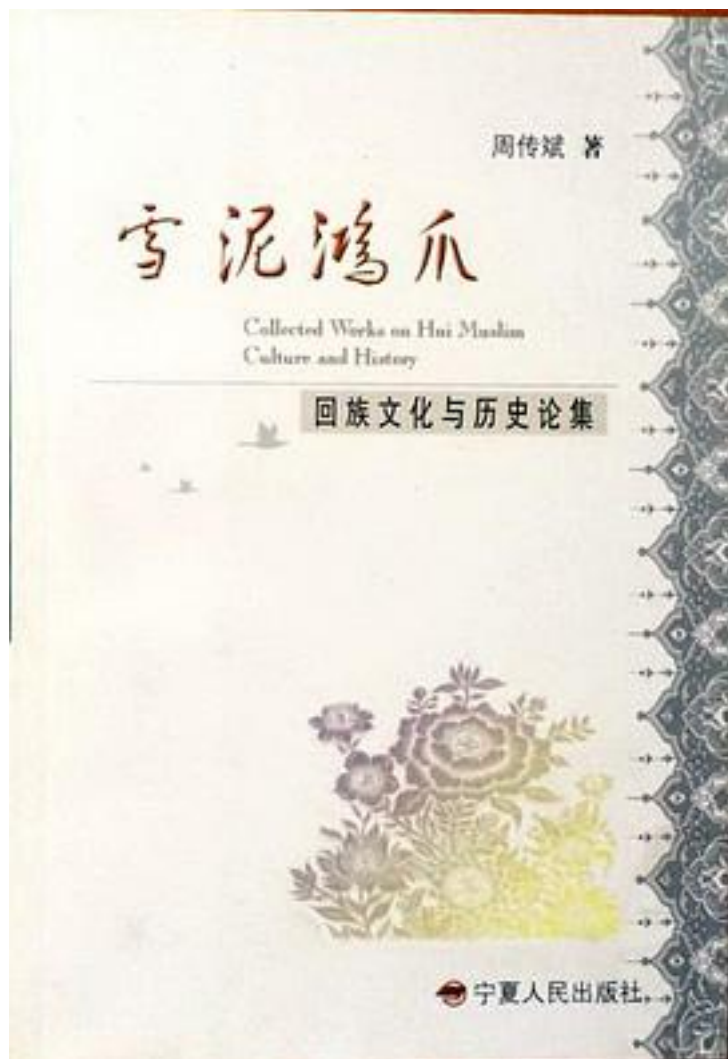 周传斌 著
雪泥鸿爪
Collected Works on Hui Muslim
Culture and History
回族文化与历史论集
宁夏人民出版社